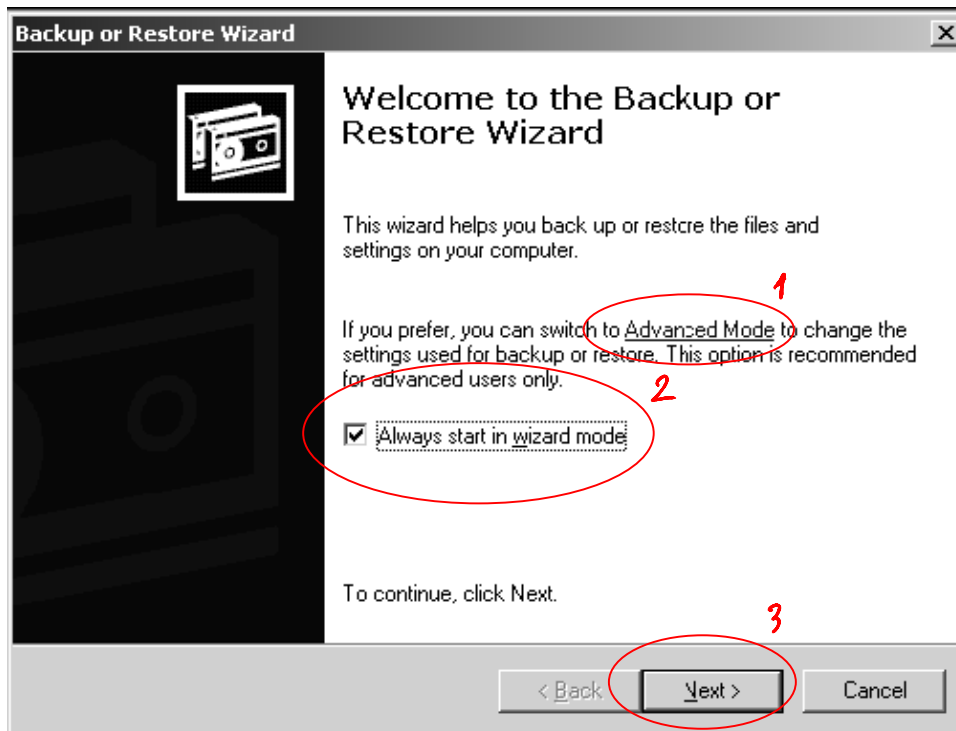 Backup or Restore Wizard
Welcome to the Backup or
Restore Wizard
This wizard helps you back up or restore the files and
settings on your computer.
1
If you prefer, you can switch to Advanced Mode to change the
settings used for backup or restore. This option is recommended
for advanced users only.
2
Always start in wizard mode
To continue, click Next.
3
< Back
Next >
Cancel